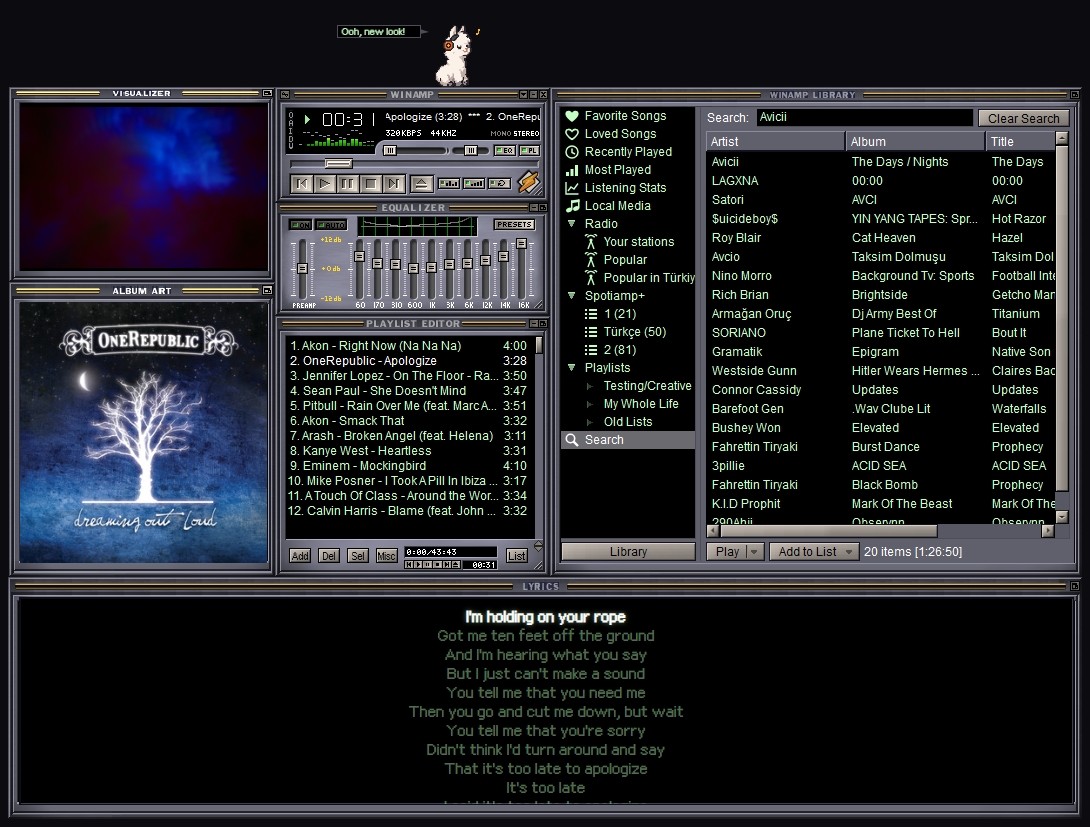 Ooh, new look!
VISUALIZER
WINAMP
OAIDV
00:31
Apologize (3:28) *** 2. OneRepu
320KBPS 44KHZ
MONO STEREO
EQ PL
EQUALIZER
ON AUTO
PRESETS
+12db
+0db
-12db
PREAMP
60 170 310 600 1K 3K 6K 12K 14K 16K
ALBUM ART
ONEREPUBLIC
dreaming out loud
PLAYLIST EDITOR
1. Akon - Right Now (Na Na Na) 4:00
2. OneRepublic - Apologize 3:28
3. Jennifer Lopez - On The Floor - Ra... 3:50
4. Sean Paul - She Doesn't Mind 3:47
5. Pitbull - Rain Over Me (feat. Marc A... 3:51
6. Akon - Smack That 3:32
7. Arash - Broken Angel (feat. Helena) 3:11
8. Kanye West - Heartless 3:31
9. Eminem - Mockingbird 4:10
10. Mike Posner - I Took A Pill In Ibiza ... 3:17
11. A Touch Of Class - Around the Wor... 3:34
12. Calvin Harris - Blame (feat. John ... 3:32
Add Del Sel Misc
0:00/43:43
00:31
List
WINAMP LIBRARY
Favorite Songs
Loved Songs
Recently Played
Most Played
Listening Stats
Local Media
Radio
Your stations
Popular
Popular in Türkiy
Spotiamp+
1 (21)
Türkçe (50)
2 (81)
Playlists
Testing/Creative
My Whole Life
Old Lists
Search
Library
Search: Avicii Clear Search
Artist Album Title
Avicii The Days / Nights The Days
LAGXNA 00:00 00:00
Satori AVCI AVCI
$uicideboy$ YIN YANG TAPES: Spr... Hot Razor
Roy Blair Cat Heaven Hazel
Avcio Taksim Dolmuşu Taksim Dol
Nino Morro Background Tv: Sports Football Inte
Rich Brian Brightside Getcho Man
Armağan Oruç Dj Army Best Of Titanium
SORIANO Plane Ticket To Hell Bout It
Gramatik Epigram Native Son
Westside Gunn Hitler Wears Hermes ... Claires Bac
Connor Cassidy Updates Updates
Barefoot Gen .Wav Clube Lit Waterfalls
Bushey Won Elevated Elevated
Fahrettin Tiryaki Burst Dance Prophecy
3pillie ACID SEA ACID SEA
Fahrettin Tiryaki Black Bomb Prophecy
K.I.D Prophit Mark Of The Beast Mark Of The
Play Add to List 20 items [1:26:50]
LYRICS
I'm holding on your rope
Got me ten feet off the ground
And I'm hearing what you say
But I just can't make a sound
You tell me that you need me
Then you go and cut me down, but wait
You tell me that you're sorry
Didn't think I'd turn around and say
That it's too late to apologize
It's too late